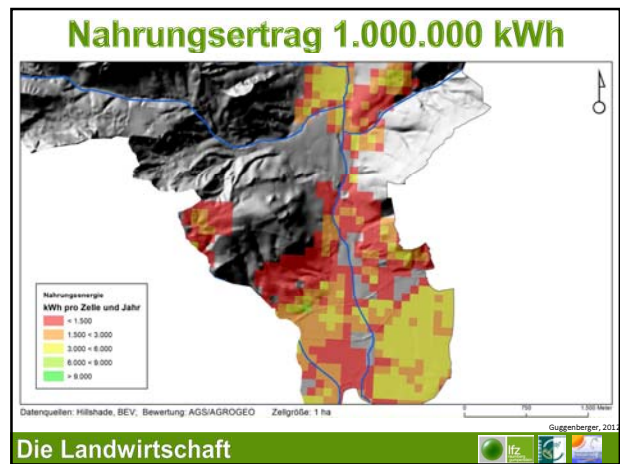 Nahrungsertrag 1.000.000 kWh
Nahrungsenergie
kWh pro Zelle und Jahr
< 1.500
1.500 < 3.000
3.000 < 6.000
6.000 < 9.000
> 9.000
0 750 1.500 Meter
Datenquellen: Hillshade, BEV; Bewertung: AGS/AGROGEO Zellgröße: 1 ha
Guggenberger, 2012
Die Landwirtschaft
lfz